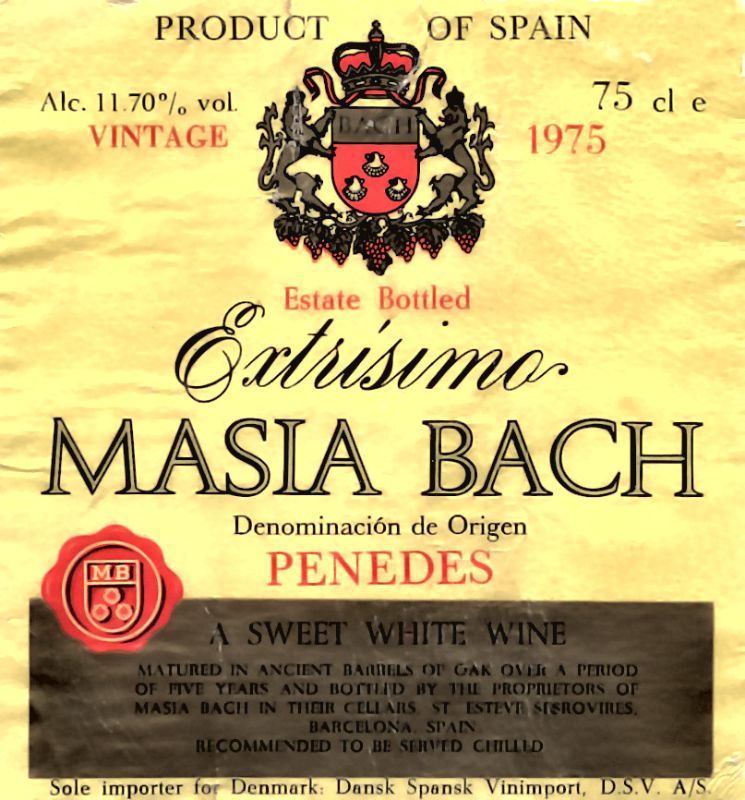 PRODUCT OF SPAIN
Alc. 11.70% vol.
75 cl e
VINTAGE
1975
BACH
Estate Bottled
Extrísimo
MASIA BACH
Denominación de Origen
PENEDES
MB
A SWEET WHITE WINE
MATURED IN ANCIENT BARRELS OF OAK OVER A PERIOD
OF FIVE YEARS AND BOTTLED BY THE PROPRIETORS OF
MASIA BACH IN THEIR CELLARS, ST. ESTEVE SESROVIRES,
BARCELONA, SPAIN
RECOMMENDED TO BE SERVED CHILLED
Sole importer for Denmark: Dansk Spansk Vinimport, D.S.V. A/S.